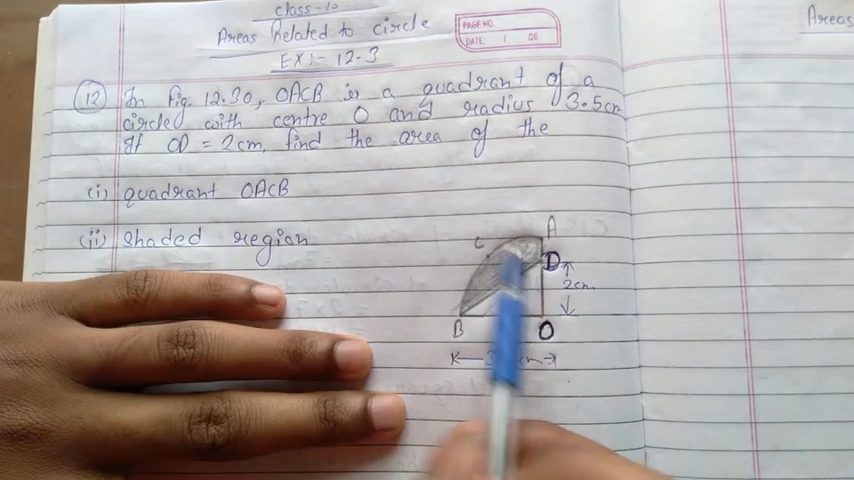 Class-10
Areas Related to circle
EX:- 12.3
PAGE NO.
DATE: / 20
Areas
12 In Fig. 12.30, OACB is a quadrant of a
circle with centre O and radius 3.5cm
If OD = 2cm, find the area of the
(i) quadrant OACB
(ii) shaded region
A
C
D
2cm
B
O
cm